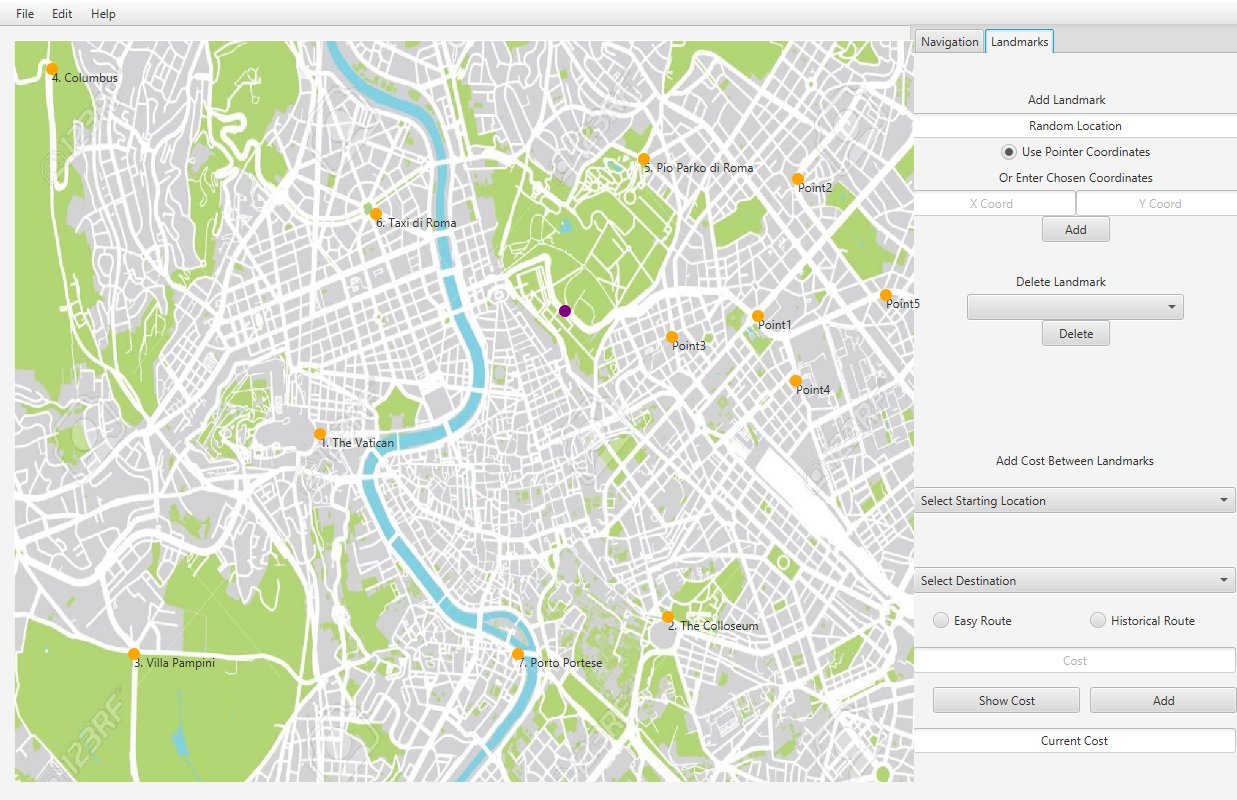 File Edit Help
Navigation Landmarks
4. Columbus
5. Pio Parko di Roma
Point2
6. Taxi di Roma
Point5
Point1
Point3
Point4
1. The Vatican
2. The Colloseum
3. Villa Pampini
7. Porto Portese
Add Landmark
Random Location
Use Pointer Coordinates
Or Enter Chosen Coordinates
X Coord Y Coord
Add
Delete Landmark
Delete
Add Cost Between Landmarks
Select Starting Location
Select Destination
Easy Route Historical Route
Cost
Show Cost Add
Current Cost
@123RF
@123RF